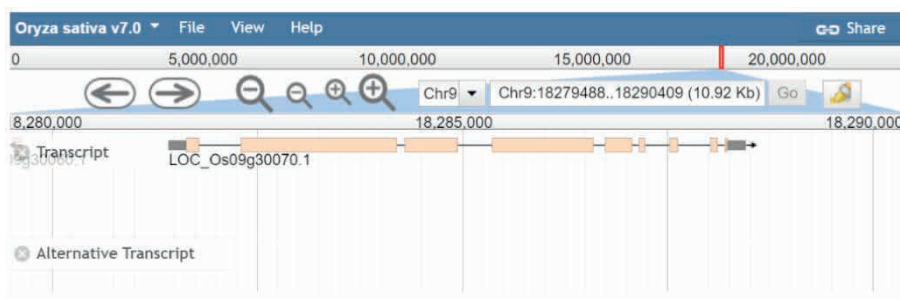 Oryza sativa v7.0 File View Help Share
0 5,000,000 10,000,000 15,000,000 20,000,000
Chr9 Chr9:18279488..18290409 (10.92 Kb) Go
8,280,000 18,285,000 18,290,000
Transcript
LOC_Os09g30070.1
Alternative Transcript